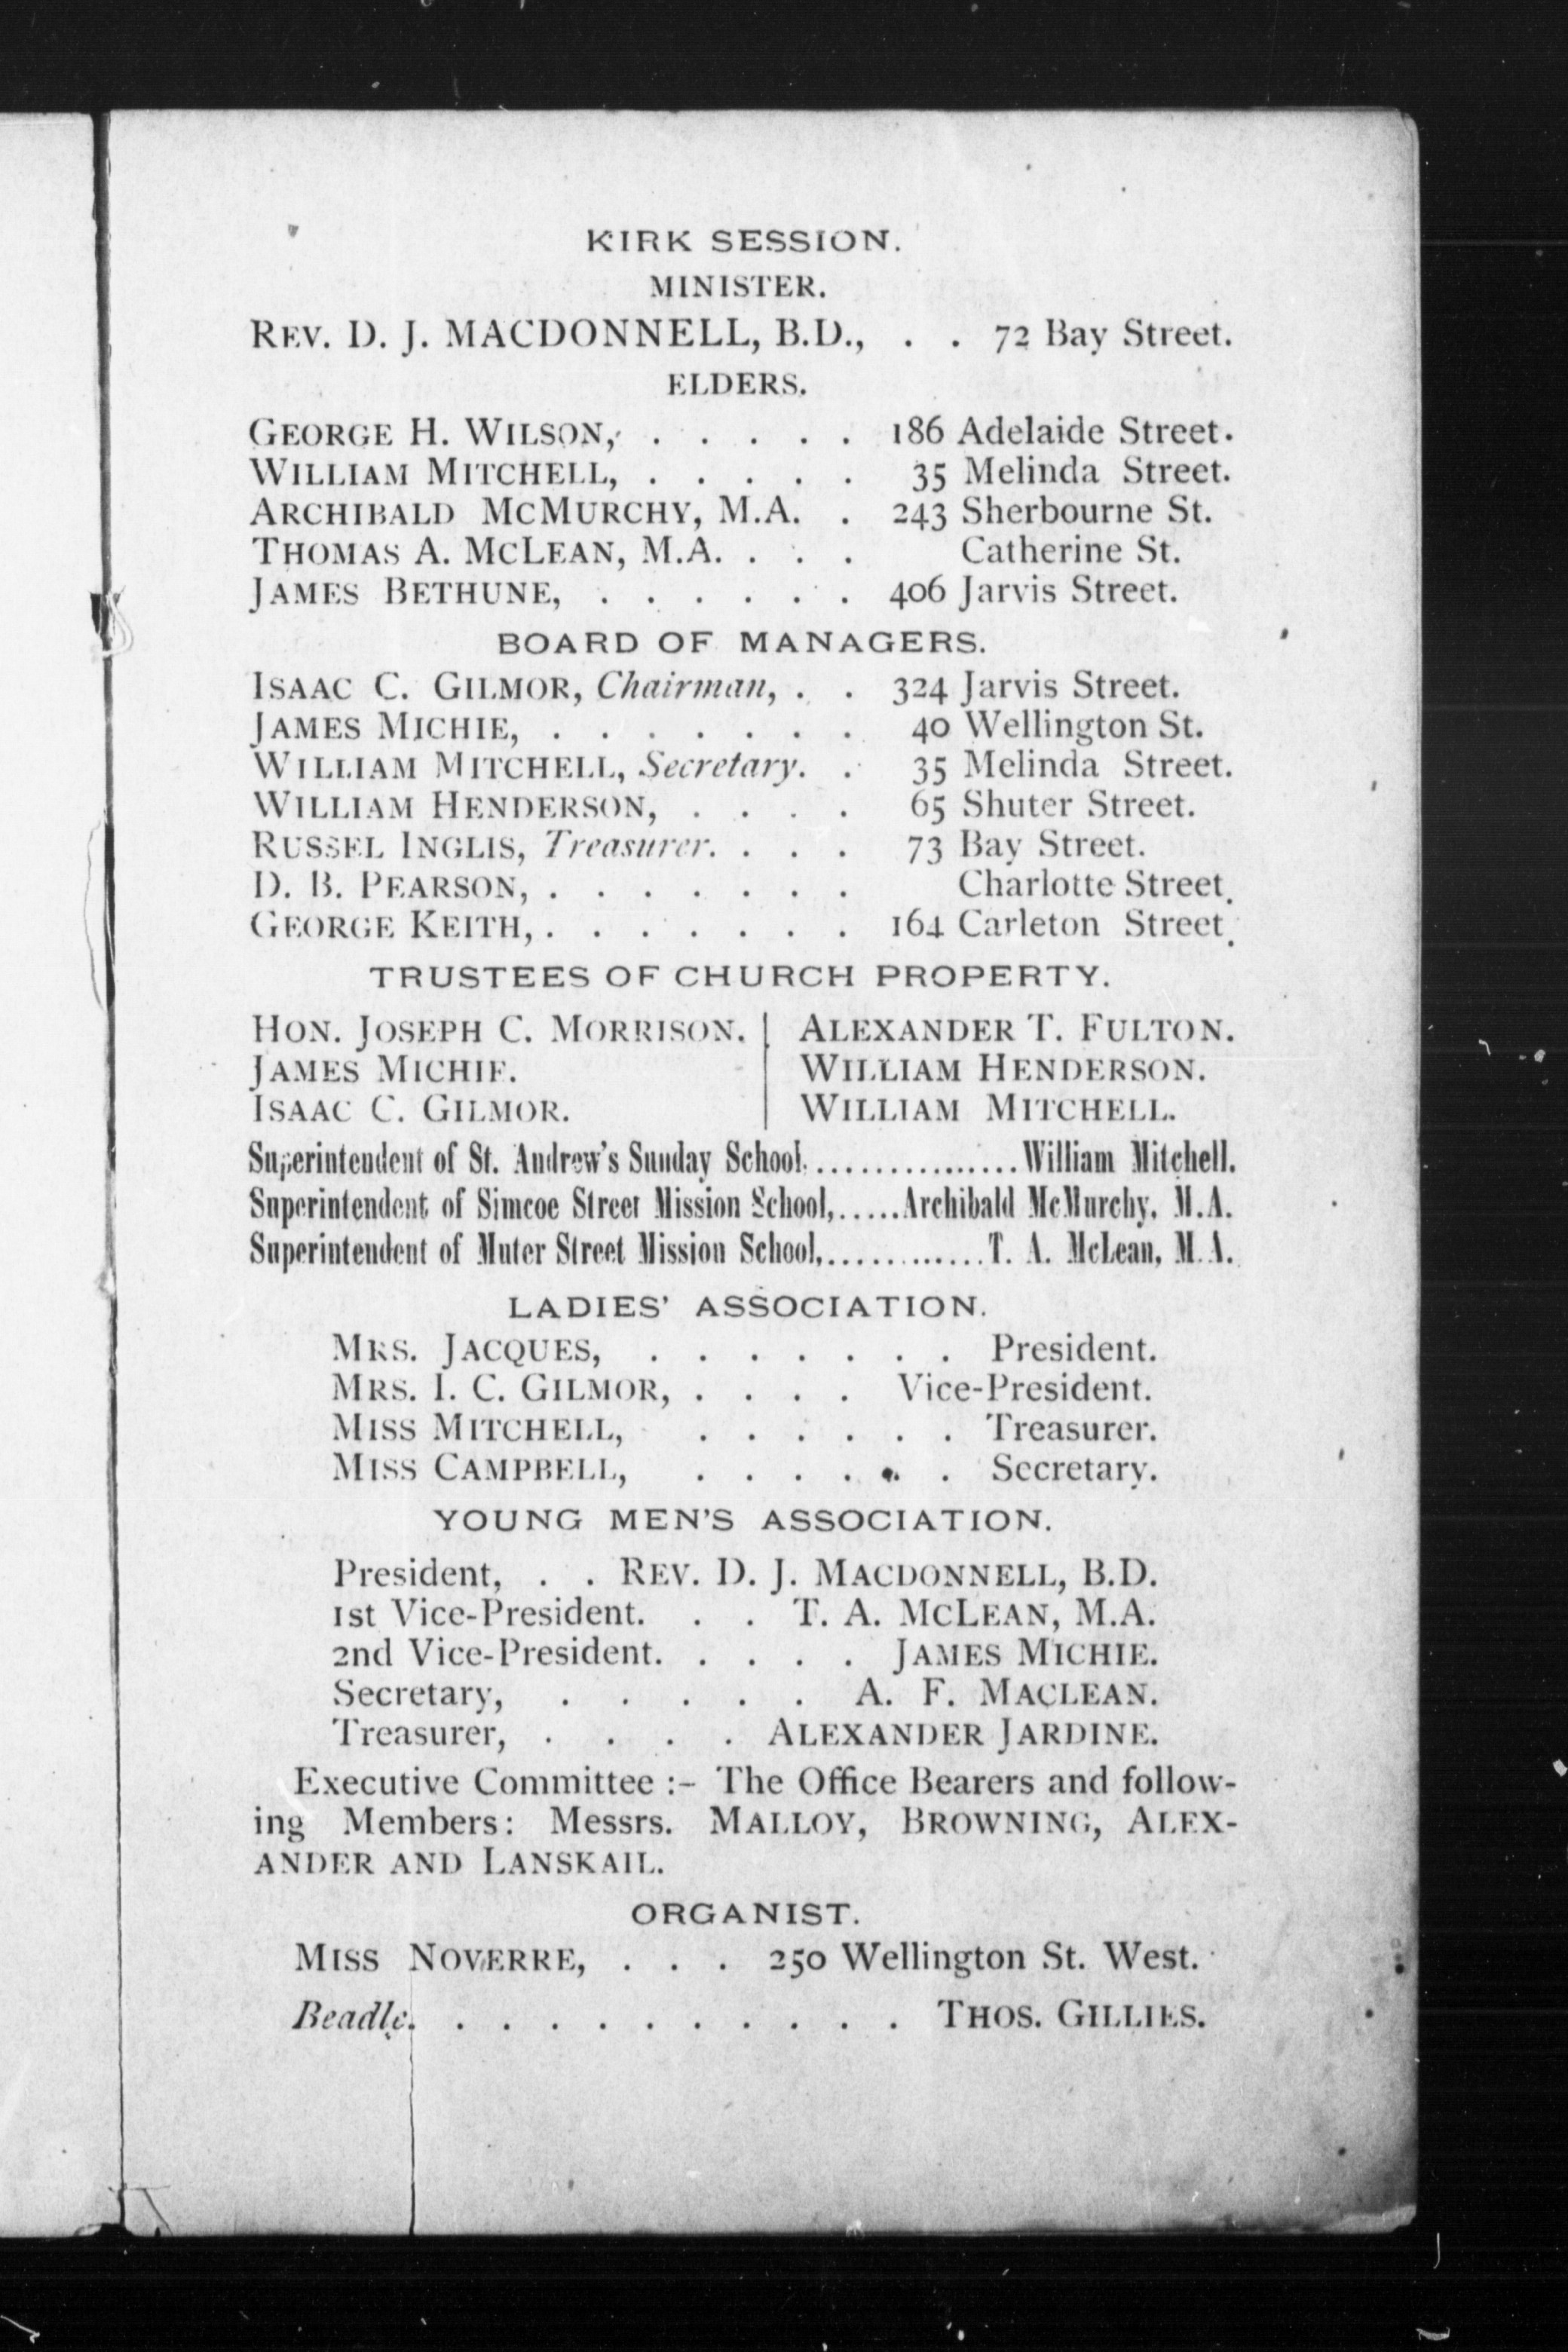 KIRK SESSION.
MINISTER.
REV. D. J. MACDONNELL, B.D., . . 72 Bay Street.
ELDERS.
GEORGE H. WILSON, . . . . . 186 Adelaide Street.
WILLIAM MITCHELL, . . . . . 35 Melinda Street.
ARCHIBALD MCMURCHY, M.A. . 243 Sherbourne St.
THOMAS A. MCLEAN, M.A. . . . Catherine St.
JAMES BETHUNE, . . . . . . 406 Jarvis Street.
BOARD OF MANAGERS.
ISAAC C. GILMOR, Chairman, . . 324 Jarvis Street.
JAMES MICHIE, . . . . . . . 40 Wellington St.
WILLIAM MITCHELL, Secretary. . 35 Melinda Street.
WILLIAM HENDERSON, . . . . 65 Shuter Street.
RUSSEL INGLIS, Treasurer. . . . 73 Bay Street.
D. B. PEARSON, . . . . . . . Charlotte Street.
GEORGE KEITH, . . . . . . . 164 Carleton Street.
TRUSTEES OF CHURCH PROPERTY.
HON. JOSEPH C. MORRISON. | ALEXANDER T. FULTON.
JAMES MICHIE. | WILLIAM HENDERSON.
ISAAC C. GILMOR. | WILLIAM MITCHELL.
Superintendent of St. Andrew's Sunday School,...............William Mitchell.
Superintendent of Simcoe Street Mission School,.....Archibald McMurchy, M.A.
Superintendent of Muter Street Mission School,............T. A. McLean, M.A.
LADIES' ASSOCIATION.
MRS. JACQUES, . . . . . . . President.
MRS. I. C. GILMOR, . . . . Vice-President.
MISS MITCHELL, . . . . . . Treasurer.
MISS CAMPBELL, . . . . . . Secretary.
YOUNG MEN'S ASSOCIATION.
President, . . REV. D. J. MACDONNELL, B.D.
1st Vice-President. . . T. A. MCLEAN, M.A.
2nd Vice-President. . . . . JAMES MICHIE.
Secretary, . . . . . . A. F. MACLEAN.
Treasurer, . . . . ALEXANDER JARDINE.
Executive Committee :- The Office Bearers and follow-
ing Members: Messrs. MALLOY, BROWNING, ALEX-
ANDER AND LANSKAIL.
ORGANIST.
MISS NOVERRE, . . . 250 Wellington St. West.
Beadle. . . . . . . . . . . THOS. GILLIES.